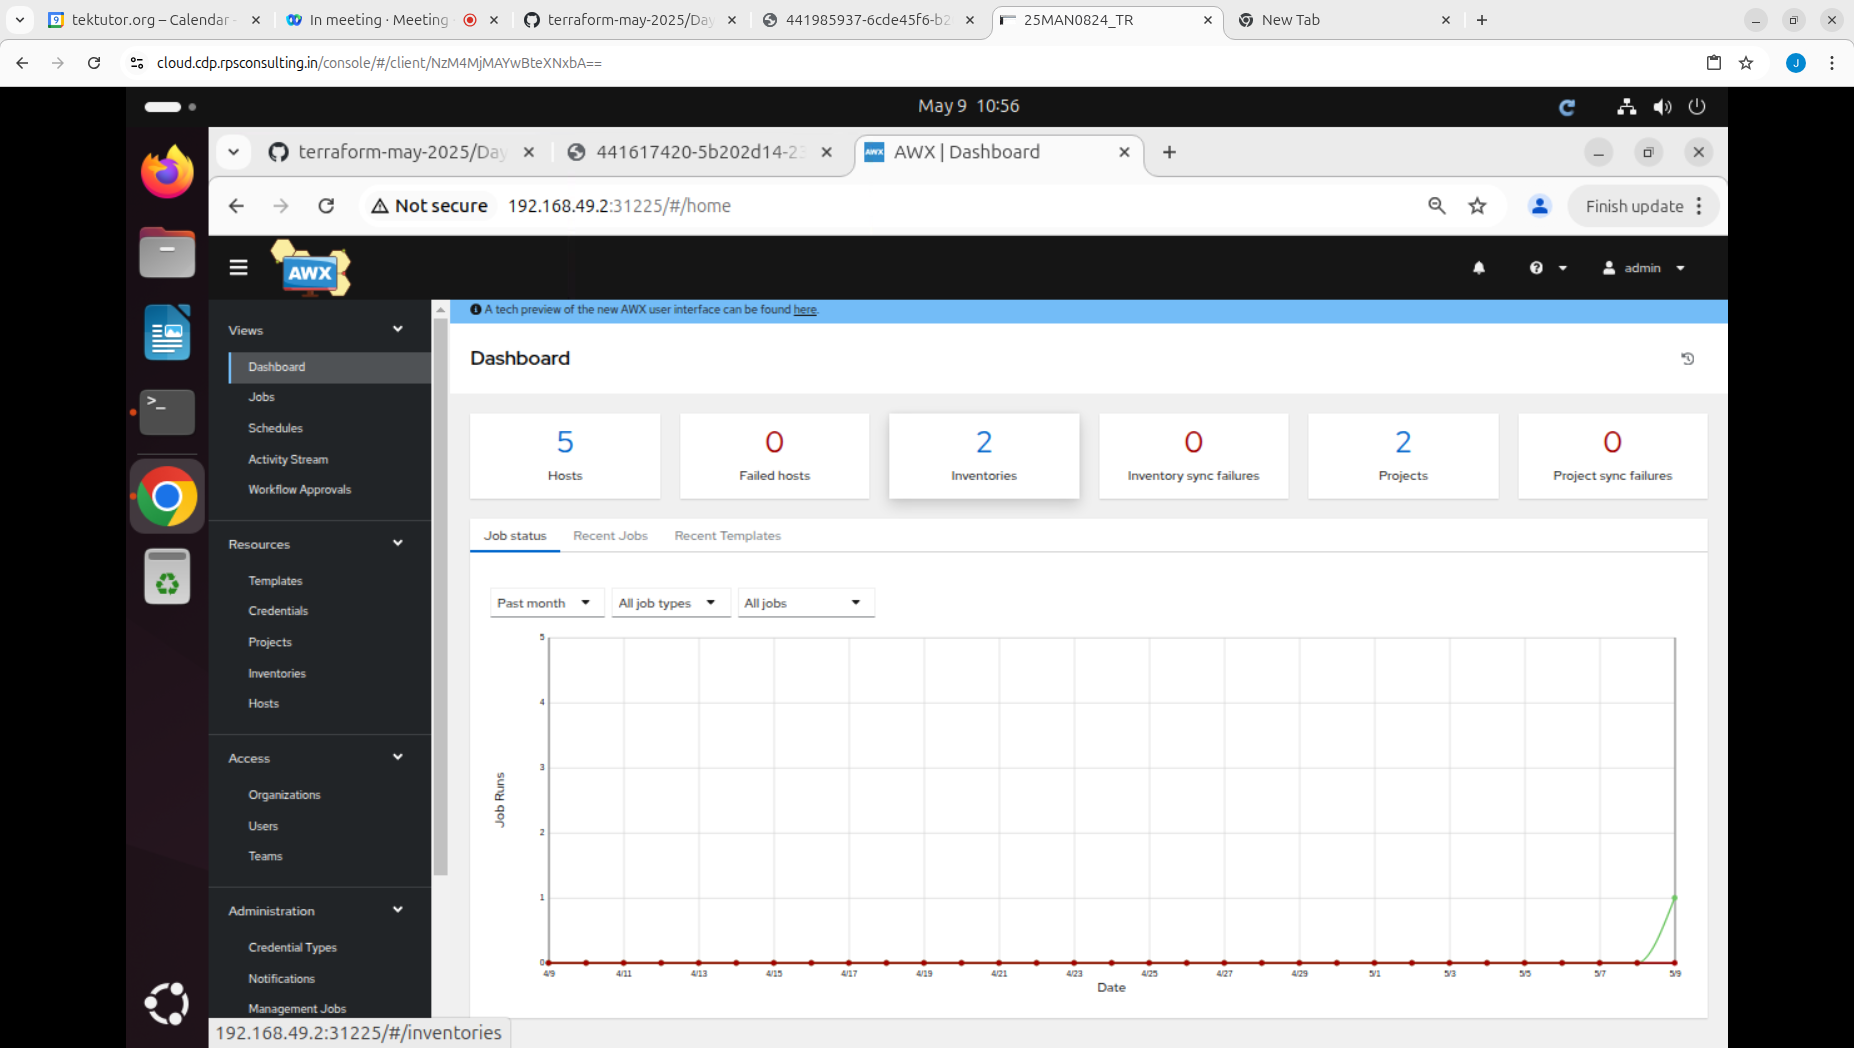 tektutor.org – Calendar
In meeting · Meeting
terraform-may-2025/Day
441985937-6cde45f6-b2
25MAN0824_TR
New Tab
cloud.cdp.rpsconsulting.in/console/#/client/NzM4MjMAYwBteXNxbA==
J
May 9 10:56
terraform-may-2025/Day
441617420-5b202d14-23
AWX | Dashboard
Not secure
192.168.49.2:31225/#/home
Finish update
AWX
admin
A tech preview of the new AWX user interface can be found here.
Views
Dashboard
Jobs
Schedules
Activity Stream
Workflow Approvals
Resources
Templates
Credentials
Projects
Inventories
Hosts
Access
Organizations
Users
Teams
Administration
Credential Types
Notifications
Management Jobs
Dashboard
5
Hosts
0
Failed hosts
2
Inventories
0
Inventory sync failures
2
Projects
0
Project sync failures
Job status
Recent Jobs
Recent Templates
Past month
All job types
All jobs
Job Runs
5
4
3
2
1
0
4/9 4/11 4/13 4/15 4/17 4/19 4/21 4/23 4/25 4/27 4/29 5/1 5/3 5/5 5/7 5/9
Date
192.168.49.2:31225/#/inventories